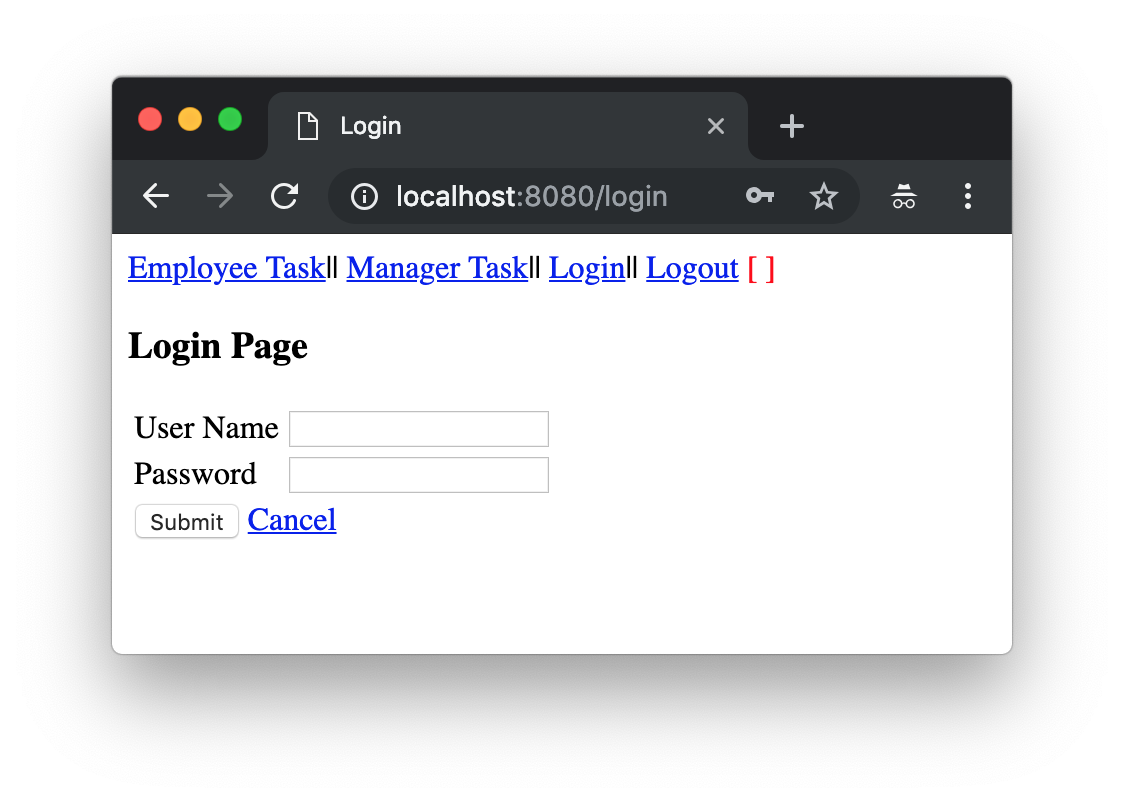 Login
localhost:8080/login
Employee Task|| Manager Task|| Login|| Logout [ ]
Login Page
User Name
Password
Submit Cancel